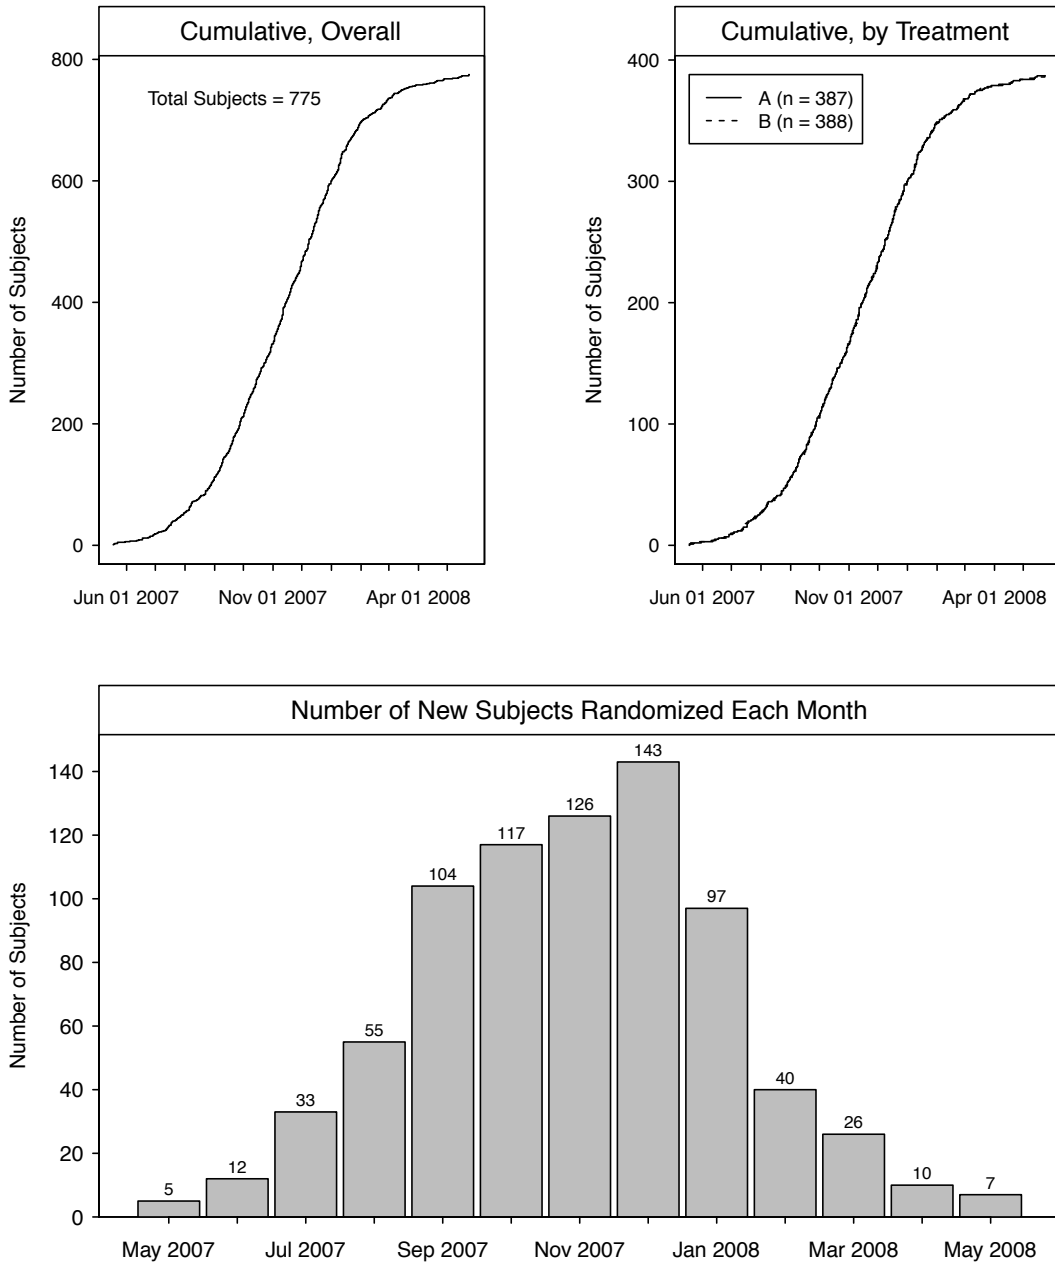 Cumulative, Overall
Total Subjects = 775
Number of Subjects
800
600
400
200
0
Jun 01 2007 Nov 01 2007 Apr 01 2008
Cumulative, by Treatment
A (n = 387)
B (n = 388)
Number of Subjects
400
300
200
100
0
Jun 01 2007 Nov 01 2007 Apr 01 2008
Number of New Subjects Randomized Each Month
Number of Subjects
140
120
100
80
60
40
20
0
5 12 33 55 104 117 126 143 97 40 26 10 7
May 2007 Jul 2007 Sep 2007 Nov 2007 Jan 2008 Mar 2008 May 2008